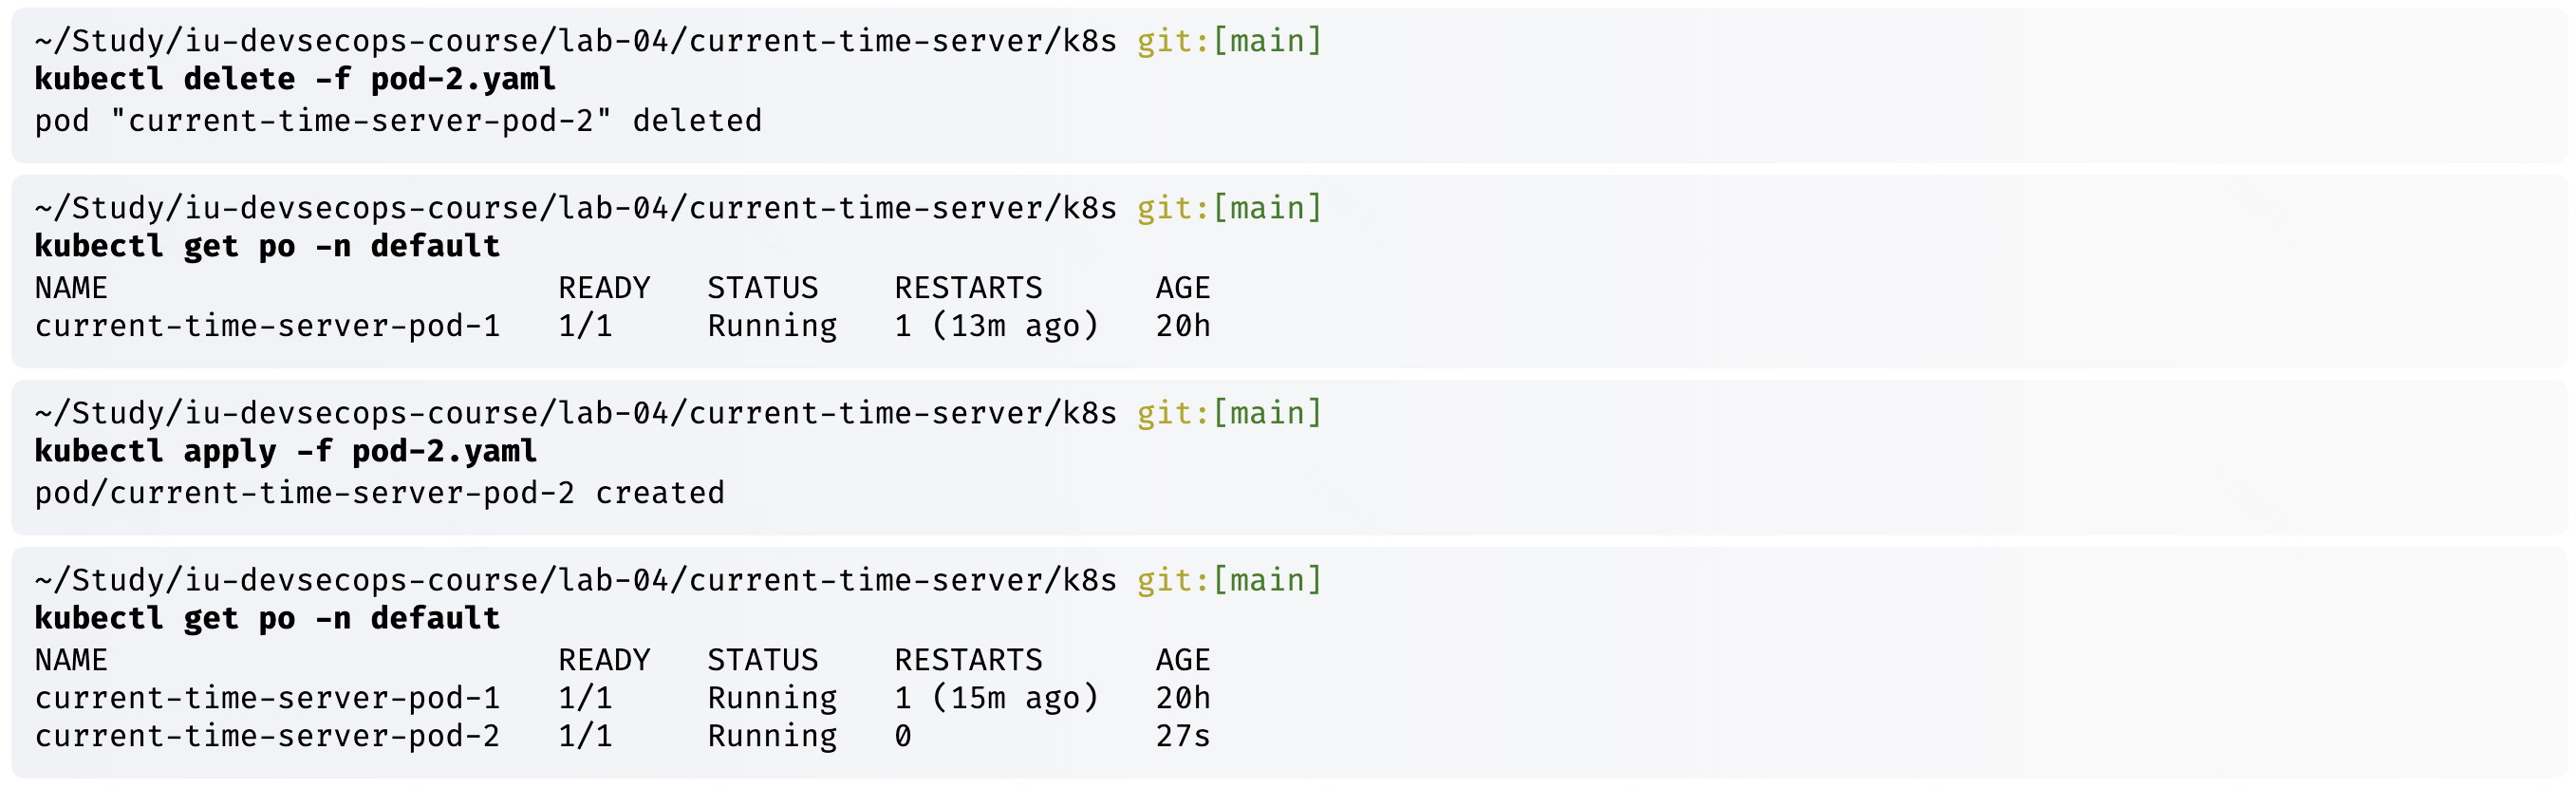 ~/Study/iu-devsecops-course/lab-04/current-time-server/k8s git:[main]
kubectl delete -f pod-2.yaml
pod "current-time-server-pod-2" deleted
~/Study/iu-devsecops-course/lab-04/current-time-server/k8s git:[main]
kubectl get po -n default
NAME                        READY   STATUS    RESTARTS      AGE
current-time-server-pod-1   1/1     Running   1 (13m ago)   20h
~/Study/iu-devsecops-course/lab-04/current-time-server/k8s git:[main]
kubectl apply -f pod-2.yaml
pod/current-time-server-pod-2 created
~/Study/iu-devsecops-course/lab-04/current-time-server/k8s git:[main]
kubectl get po -n default
NAME                        READY   STATUS    RESTARTS      AGE
current-time-server-pod-1   1/1     Running   1 (15m ago)   20h
current-time-server-pod-2   1/1     Running   0             27s